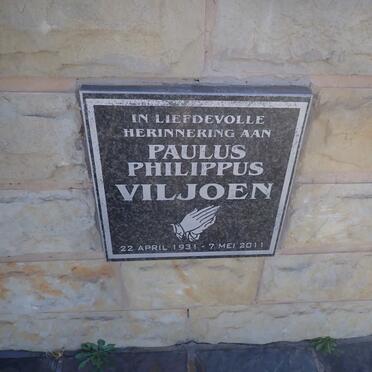 IN LIEFDEVOLLE
HERINNERING AAN
PAULUS
PHILIPPUS
VILJOEN
22 APRIL 1931 - 7 MEI 2011